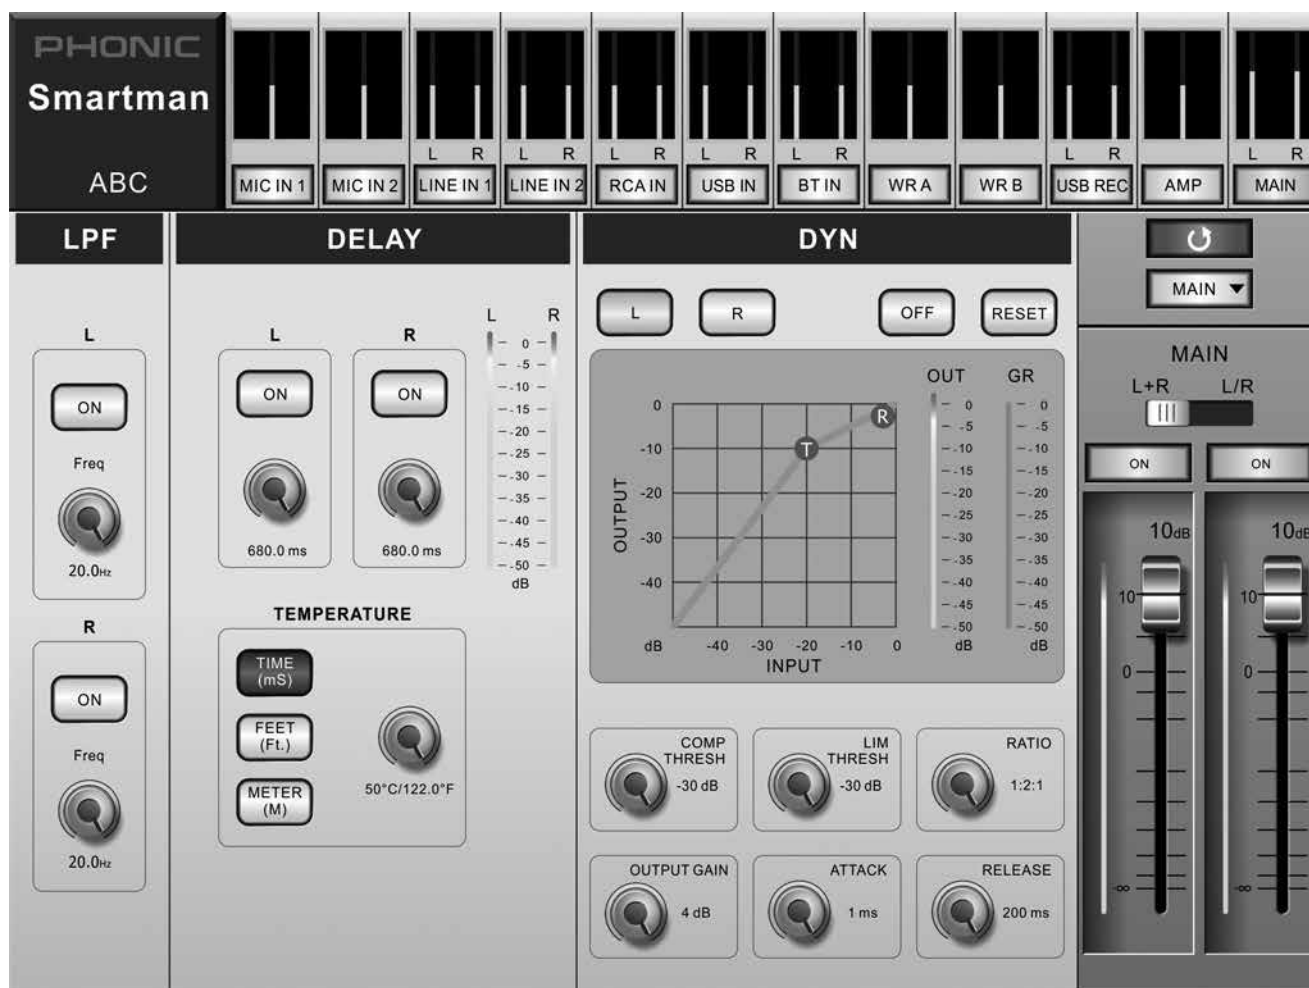 PHONIC
Smartman
ABC
L R L R L R L R L R L R L R
MIC IN 1 MIC IN 2 LINE IN 1 LINE IN 2 RCA IN USB IN BT IN WR A WR B USB REC AMP MAIN
LPF DELAY DYN
L
ON
Freq
20.0Hz
R
ON
Freq
20.0Hz
L R
ON ON
680.0 ms 680.0 ms
L R
0
-5
-10
-15
-20
-25
-30
-35
-40
-45
-50
dB
TEMPERATURE
TIME
(mS)
FEET
(Ft.)
METER
(M)
50°C/122.0°F
L R OFF RESET
OUTPUT
0
-10
-20
-30
-40
T R
dB -40 -30 -20 -10 0
INPUT
OUT GR
0 0
-5 -5
-10 -10
-15 -15
-20 -20
-25 -25
-30 -30
-35 -35
-40 -40
-45 -45
-50 -50
dB dB
COMP
THRESH
-30 dB
LIM
THRESH
-30 dB
RATIO
1:2:1
OUTPUT GAIN
4 dB
ATTACK
1 ms
RELEASE
200 ms
MAIN
MAIN
L+R L/R
ON ON
10dB 10dB
10 10
0 0
-∞ -∞